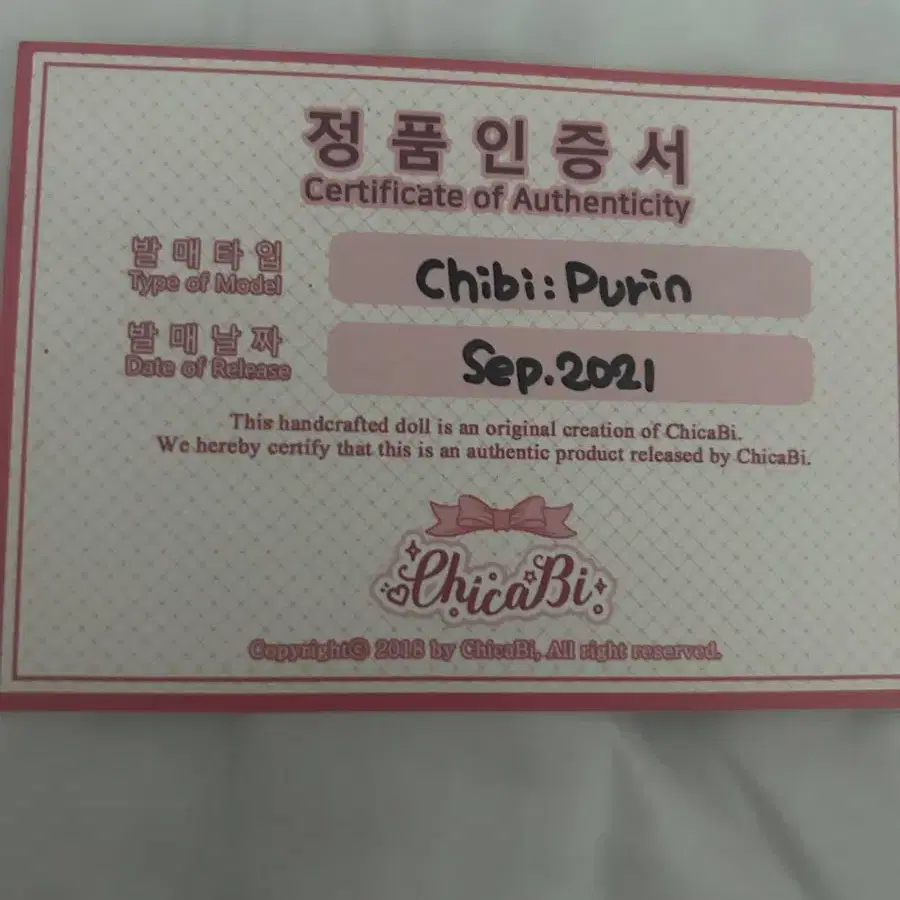 정품인증서
Certificate of Authenticity
발매타입
Type of Model
Chibi: Purin
발매날짜
Date of Release
Sep. 2021
This handcrafted doll is an original creation of ChicaBi.
We hereby certify that this is an authentic product released by ChicaBi.
ChicaBi
Copyright© 2018 by ChicaBi, All right reserved.